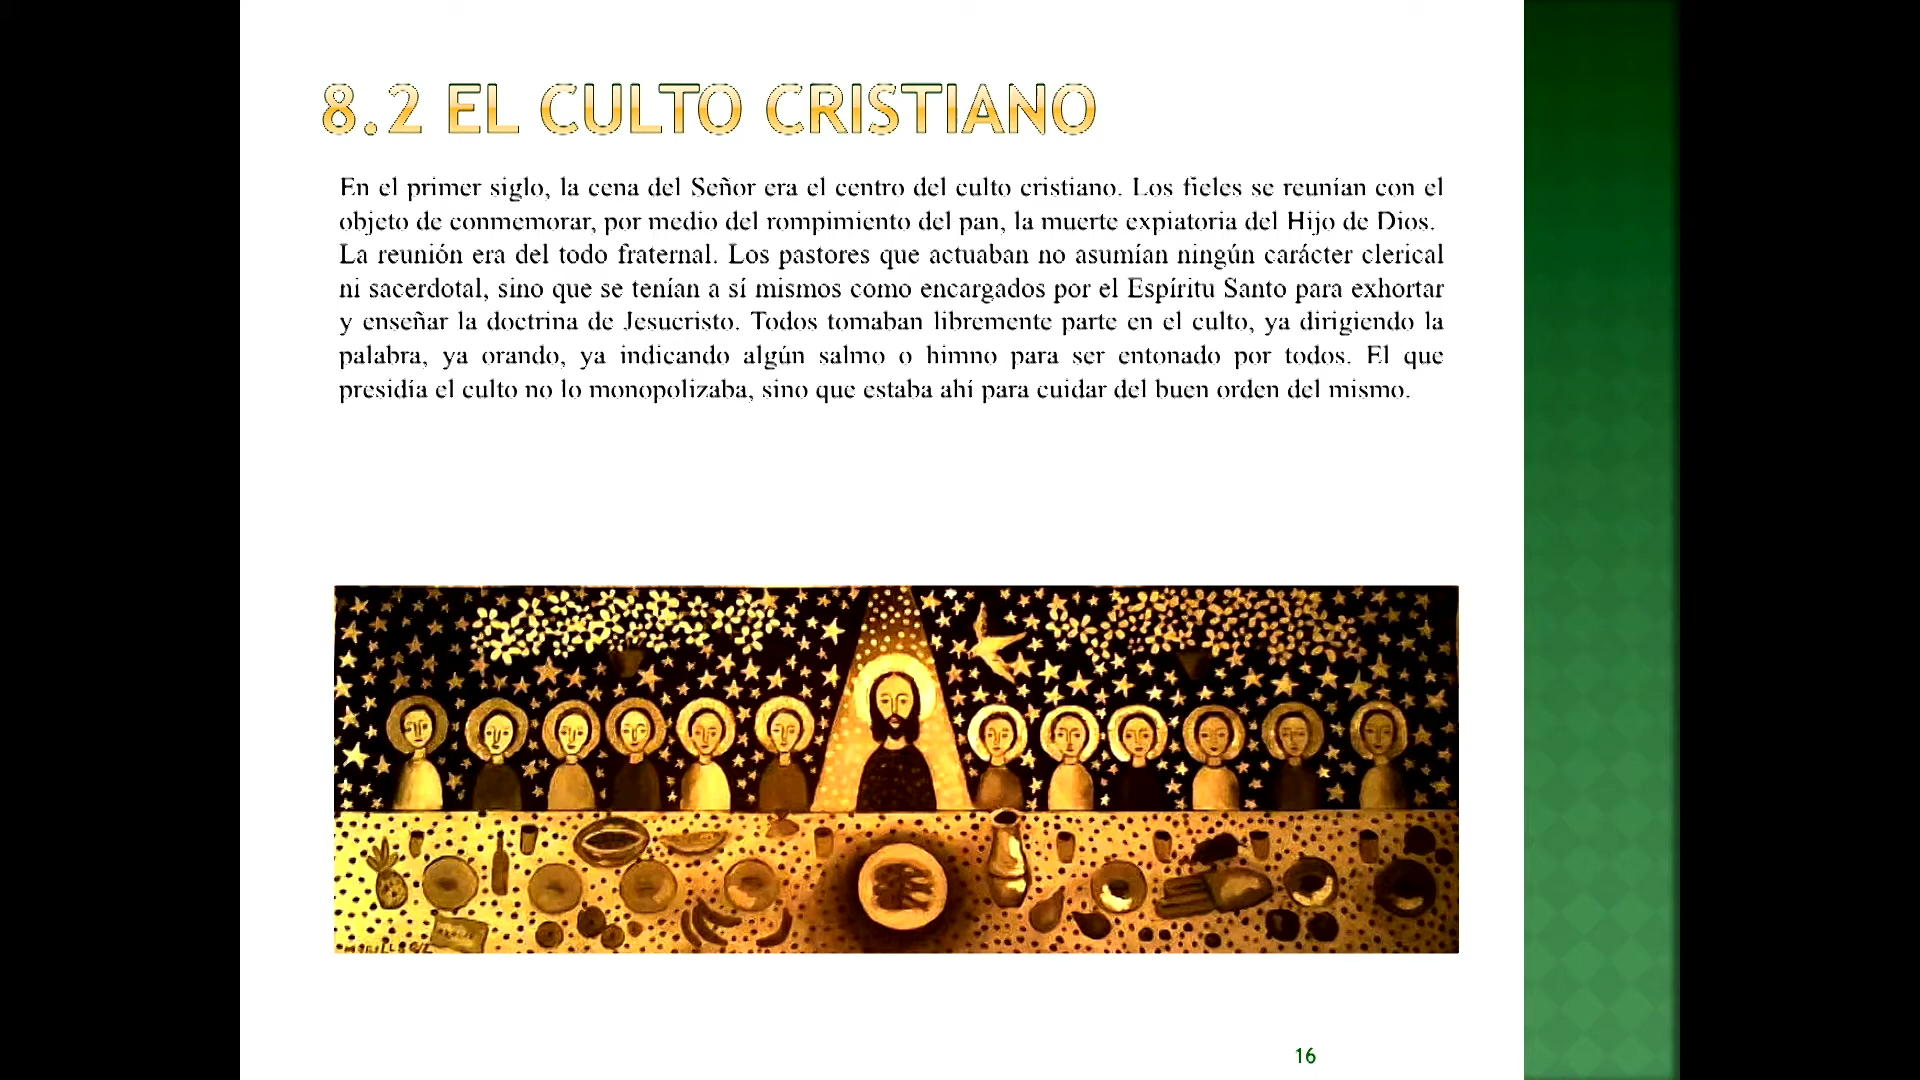 8.2 EL CULTO CRISTIANO
En el primer siglo, la cena del Señor era el centro del culto cristiano. Los fieles se reunían con el
objeto de conmemorar, por medio del rompimiento del pan, la muerte expiatoria del Hijo de Dios.
La reunión era del todo fraternal. Los pastores que actuaban no asumían ningún carácter clerical
ni sacerdotal, sino que se tenían a sí mismos como encargados por el Espíritu Santo para exhortar
y enseñar la doctrina de Jesucristo. Todos tomaban libremente parte en el culto, ya dirigiendo la
palabra, ya orando, ya indicando algún salmo o himno para ser entonado por todos. El que
presidía el culto no lo monopolizaba, sino que estaba ahí para cuidar del buen orden del mismo.
16